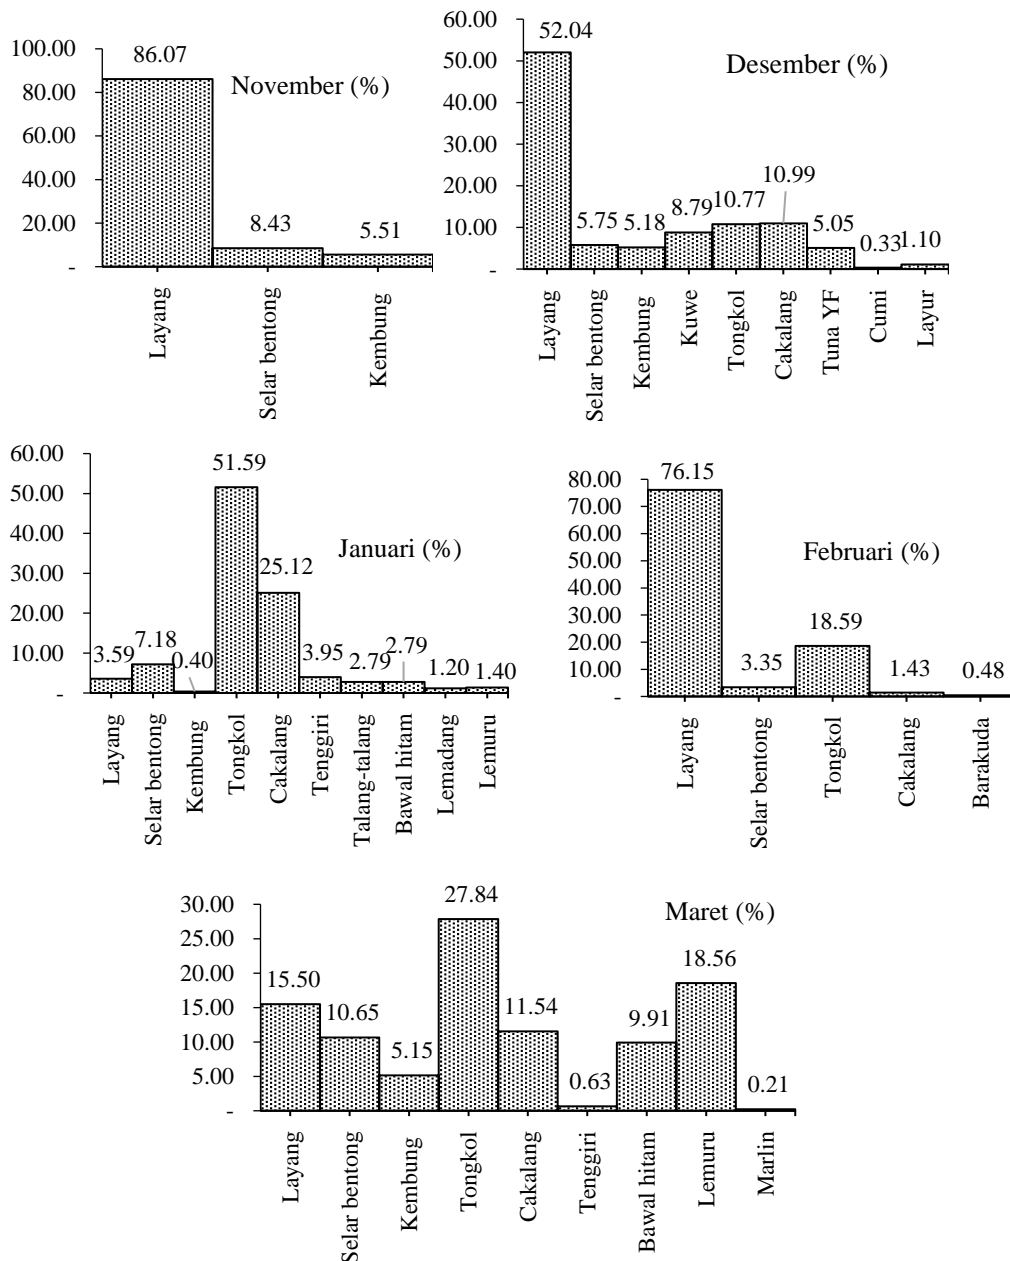 November (%)
100.00
80.00
60.00
40.00
20.00
-
86.07
8.43
5.51
Layang
Selar bentong
Kembung
Desember (%)
60.00
50.00
40.00
30.00
20.00
10.00
-
52.04
5.75
5.18
8.79
10.77
10.99
5.05
0.33
1.10
Layang
Selar bentong
Kembung
Kuwe
Tongkol
Cakalang
Tuna YF
Cumi
Layur
Januari (%)
60.00
50.00
40.00
30.00
20.00
10.00
-
3.59
7.18
0.40
51.59
25.12
3.95
2.79
2.79
1.20
1.40
Layang
Selar bentong
Kembung
Tongkol
Cakalang
Tenggiri
Talang-talang
Bawal hitam
Lemadang
Lemuru
Februari (%)
80.00
70.00
60.00
50.00
40.00
30.00
20.00
10.00
-
76.15
3.35
18.59
1.43
0.48
Layang
Selar bentong
Tongkol
Cakalang
Barakuda
Maret (%)
30.00
25.00
20.00
15.00
10.00
5.00
-
15.50
10.65
5.15
27.84
11.54
0.63
9.91
18.56
0.21
Layang
Selar bentong
Kembung
Tongkol
Cakalang
Tenggiri
Bawal hitam
Lemuru
Marlin